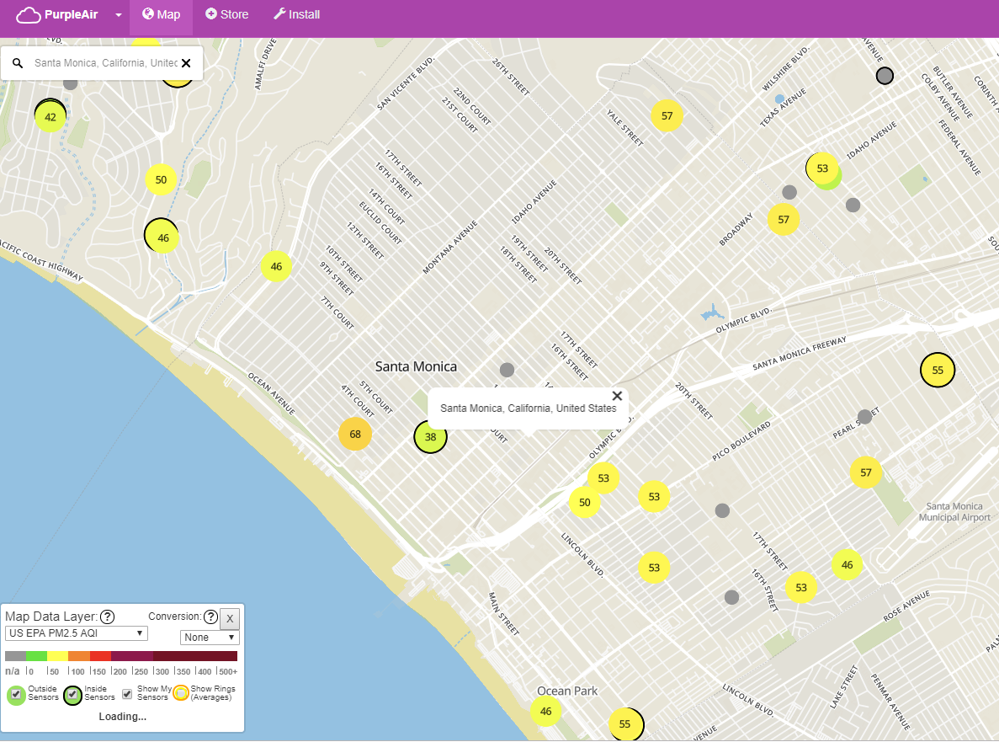 PurpleAir
Map
Store
Install
Santa Monica, California, Unitec
AMALFI DRIVE
SAN VICENTE BLVD.
26TH STREET
22ND COURT
21ST COURT
WILSHIRE BLVD.
AVENUE
TEXAS AVENUE
BUTLER AVENUE
COLBY AVENUE
CORINTH A
FEDERAL AVENUE
IDAHO AVENUE
YALE STREET
57
42
50
53
17TH STREET
16TH STREET
14TH COURT
EUCLID COURT
12TH STREET
IDAHO AVENUE
BROADWAY
57
46
ACIFIC COAST HIGHWAY
46
10TH STREET
9TH STREET
7TH COURT
MONTANA AVENUE
19TH STREET
18TH STREET
20TH STREET
OLYMPIC BLVD.
SANTA MONICA FREEWAY
17TH STREET
16TH STREET
Santa Monica
55
OCEAN AVENUE
5TH COURT
4TH COURT
Santa Monica, California, United States
20TH STREET
68
38
OLYMPIC B
PICO BOULEVARD
PEARL STREET
53
50
53
57
Santa Monica
Municipal Airport
LINCOLN BLVD.
17TH STREET
16TH STREET
53
46
53
MAIN STREET
ROSE AVENUE
LAKE STREET
PENMAR AVENUE
LINCOLN BLVD.
Ocean Park
46
55
AVENUE
Map Data Layer:
?
Conversion:
?
X
US EPA PM2.5 AQI
None
n/a |0 |50 |100 |150 |200 |250 |300 |350 |400 |500+
Outside
Sensors
Inside
Sensors
Show My
Sensors
Show Rings
(Averages)
Loading...